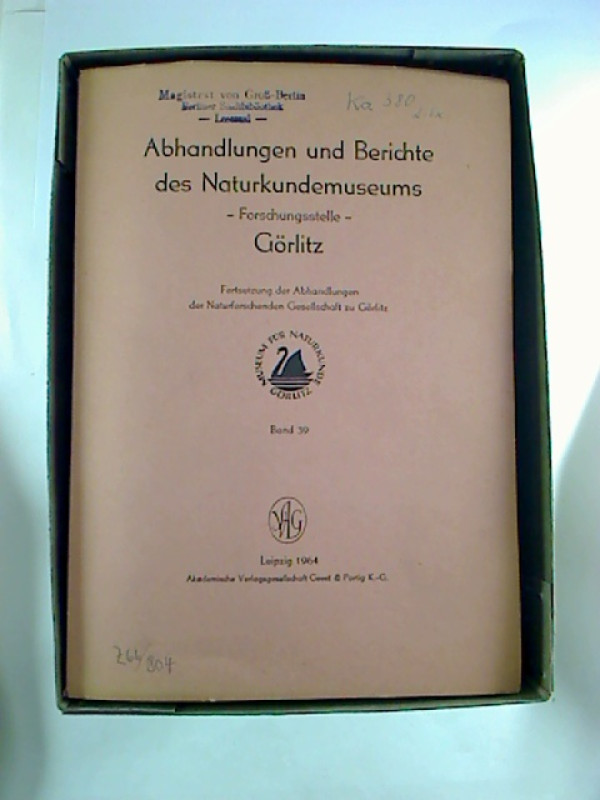 Magistrat von Groß-Berlin
Berliner Stadtbibliothek
— Lesesaal —
Ka 380
Abhandlungen und Berichte
des Naturkundemuseums
– Forschungsstelle –
Görlitz
Fortsetzung der Abhandlungen
der Naturforschenden Gesellschaft zu Görlitz
MUSEUM FÜR NATURKUNDE
GÖRLITZ
Band 39
Leipzig 1964
Akademische Verlagsgesellschaft Geest & Portig K.-G.
Z64/804